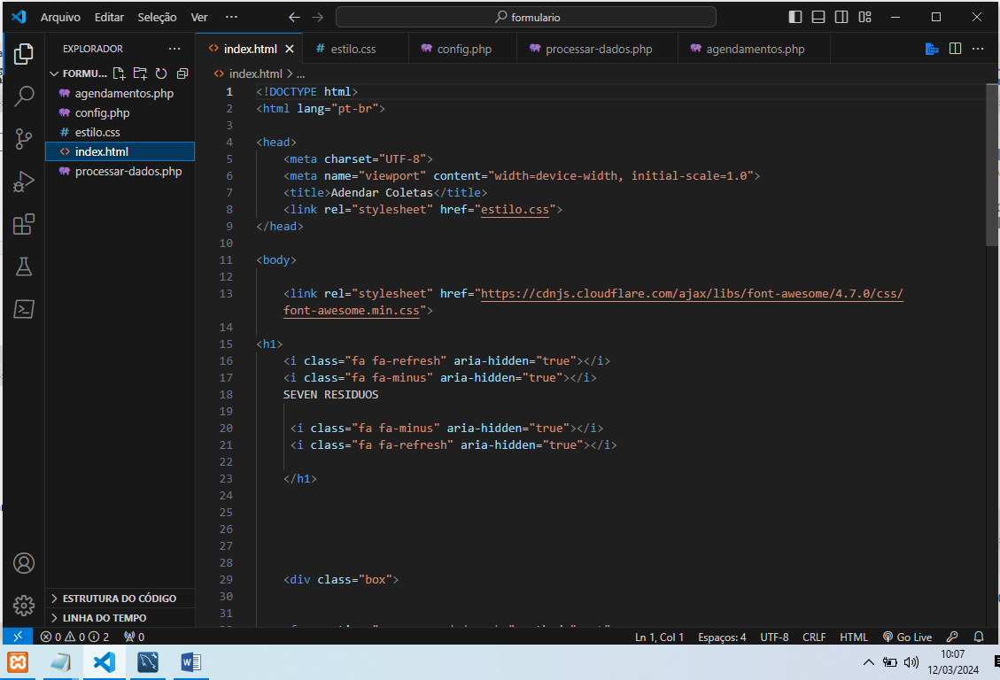 Arquivo Editar Seleção Ver ··· formulario
EXPLORADOR ···
FORMU...
agendamentos.php
config.php
estilo.css
index.html
processar-dados.php
ESTRUTURA DO CÓDIGO
LINHA DO TEMPO
index.html estilo.css config.php processar-dados.php agendamentos.php
index.html > ...
1 <!DOCTYPE html>
2 <html lang="pt-br">
3
4 <head>
5 <meta charset="UTF-8">
6 <meta name="viewport" content="width=device-width, initial-scale=1.0">
7 <title>Adendar Coletas</title>
8 <link rel="stylesheet" href="estilo.css">
9 </head>
10
11 <body>
12
13 <link rel="stylesheet" href="https://cdnjs.cloudflare.com/ajax/libs/font-awesome/4.7.0/css/
font-awesome.min.css">
14
15 <h1>
16 <i class="fa fa-refresh" aria-hidden="true"></i>
17 <i class="fa fa-minus" aria-hidden="true"></i>
18 SEVEN RESIDUOS
19
20 <i class="fa fa-minus" aria-hidden="true"></i>
21 <i class="fa fa-refresh" aria-hidden="true"></i>
22
23 </h1>
24
25
26
27
28
29 <div class="box">
30
31
0 0 2 0 Ln 1, Col 1 Espaços: 4 UTF-8 CRLF HTML Go Live
10:07
12/03/2024